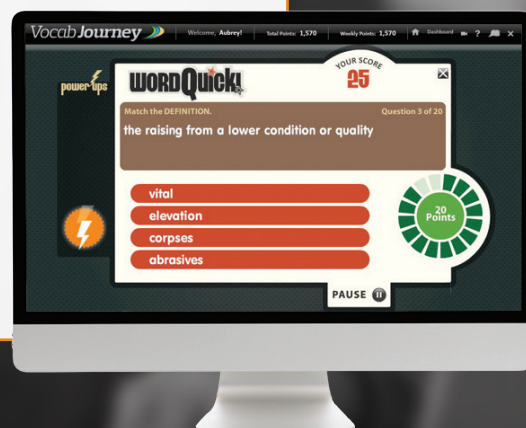 Vocab Journey
Welcome, Aubrey!
Total Points: 1,570
Weekly Points: 1,570
Dashboard
?
power-ups
WORDQuick!
YOUR SCORE
25
Match the DEFINITION.
Question 3 of 20
the raising from a lower condition or quality
vital
elevation
corpses
abrasives
20
Points
PAUSE